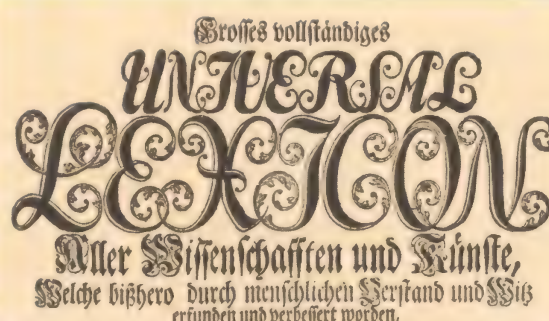 Grosses vollständiges
UNIVERSAL
LEXICON
Aller Wissenschafften und Künste,
Welche bißhero durch menschlichen Verstand und Witz
erfunden und verbessert worden.